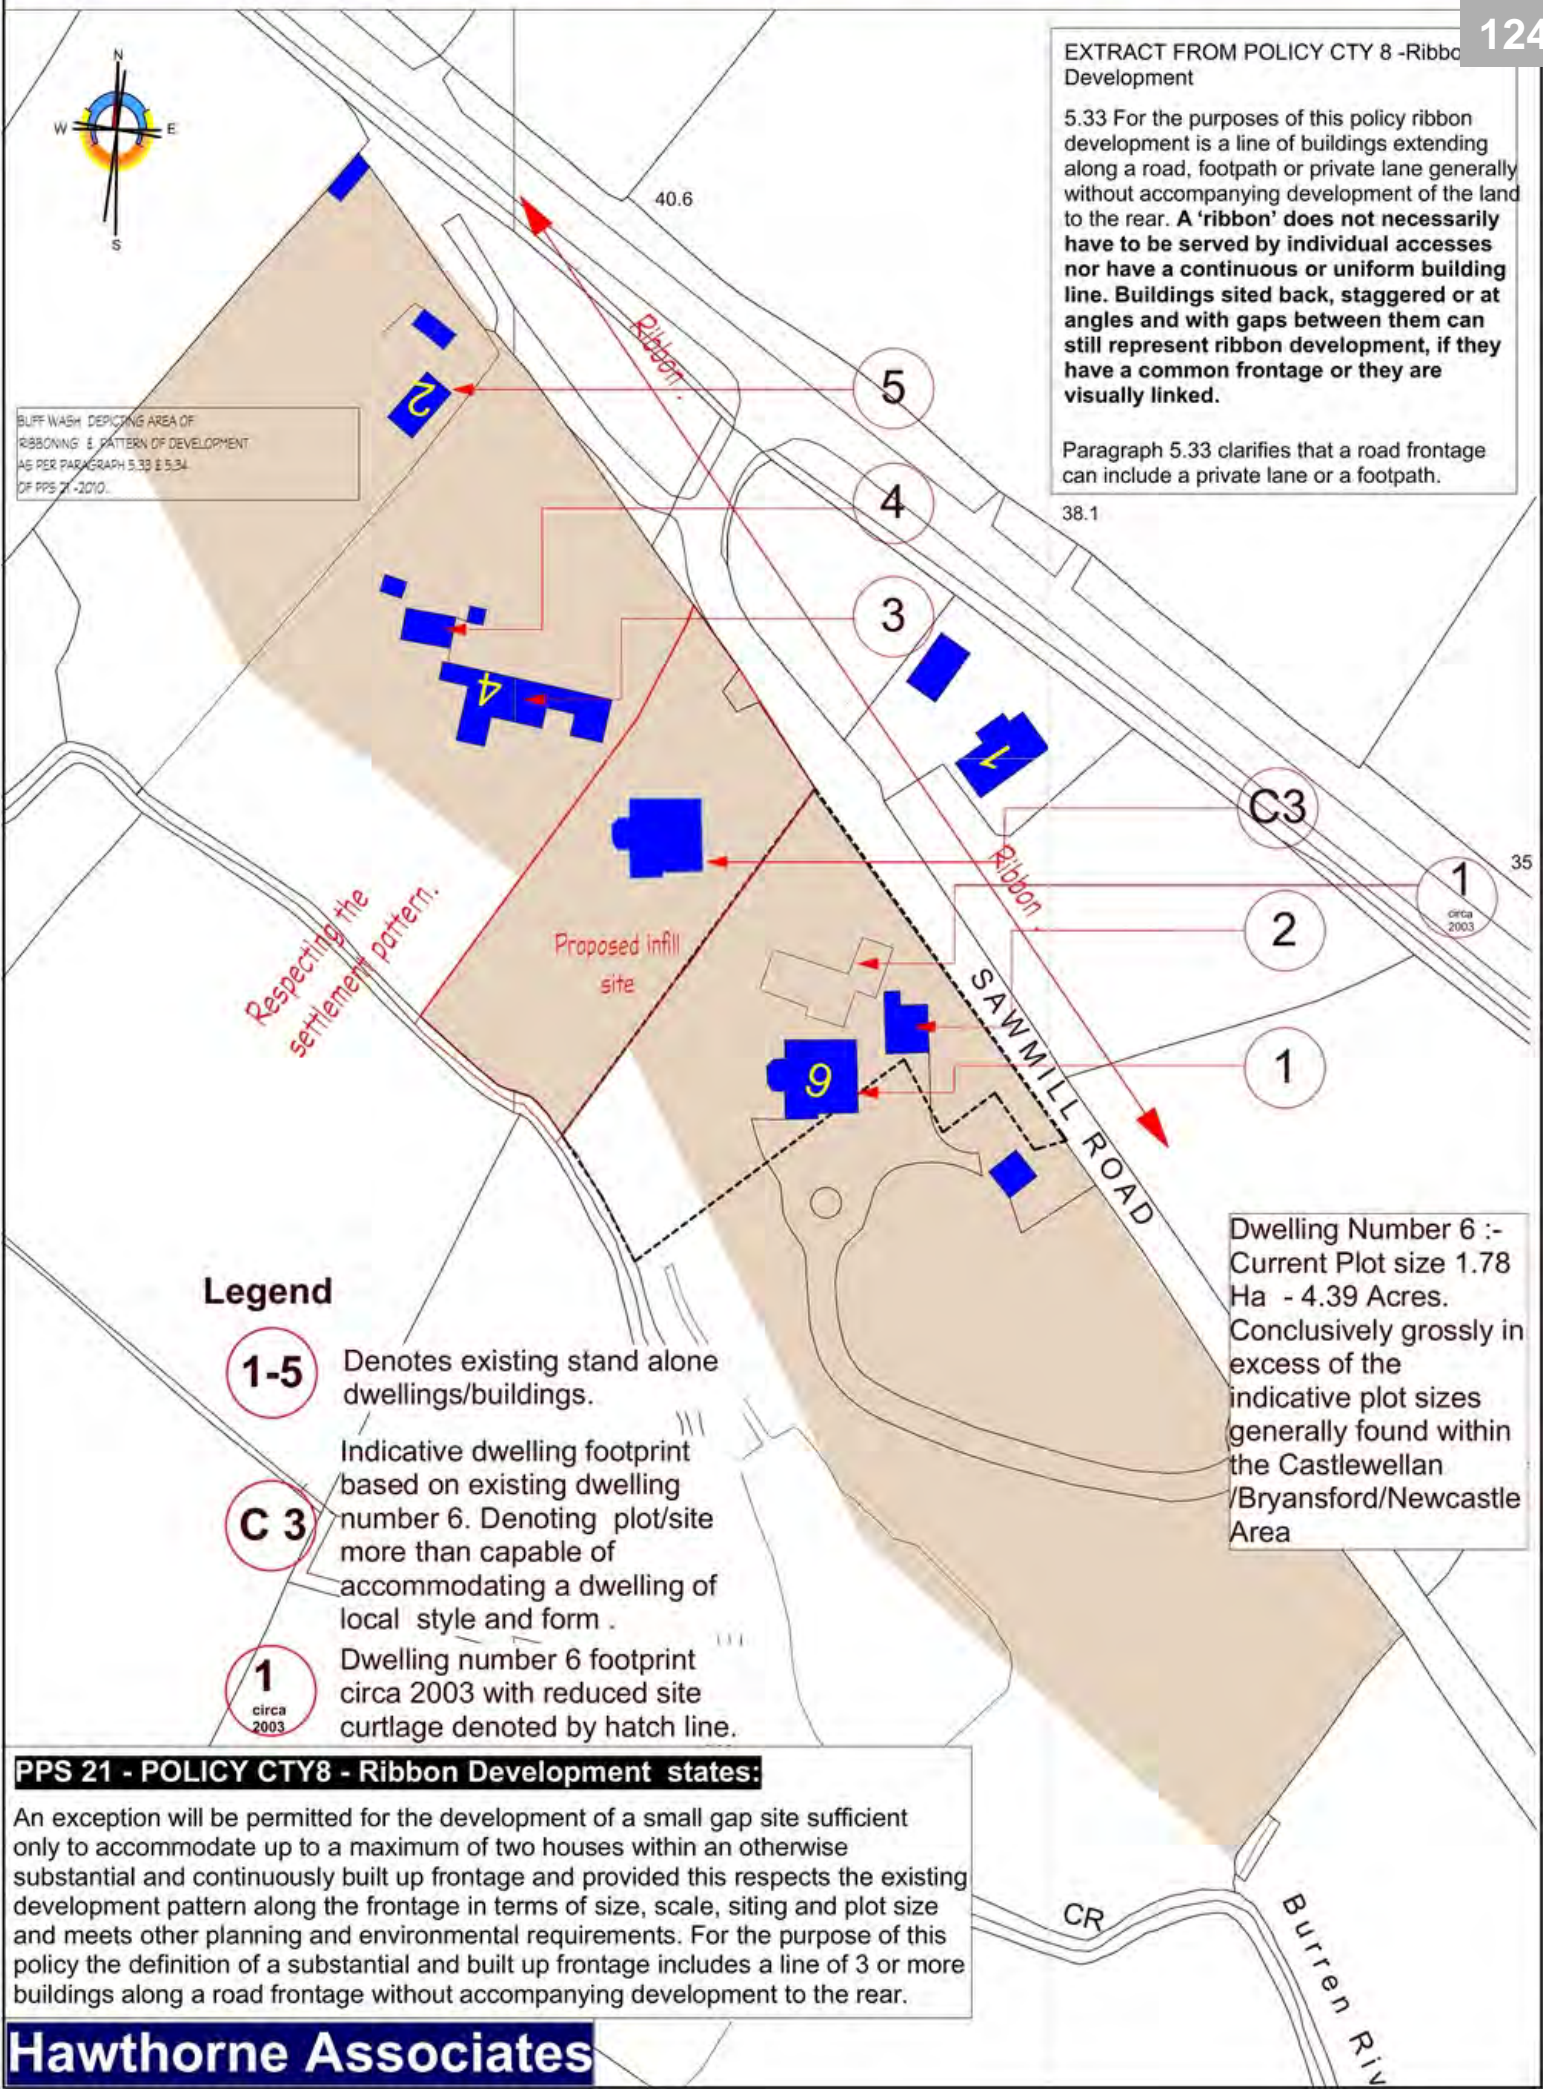 124
N
W
E
S
EXTRACT FROM POLICY CTY 8 -Ribbo
Development
5.33 For the purposes of this policy ribbon
development is a line of buildings extending
along a road, footpath or private lane generally
without accompanying development of the land
to the rear. A ‘ribbon’ does not necessarily
have to be served by individual accesses
nor have a continuous or uniform building
line. Buildings sited back, staggered or at
angles and with gaps between them can
still represent ribbon development, if they
have a common frontage or they are
visually linked.
Paragraph 5.33 clarifies that a road frontage
can include a private lane or a footpath.
40.6
38.1
35
Ribbon .
BUFF WASH DEPICTING AREA OF
RIBBONING & PATTERN OF DEVELOPMENT
AS PER PARAGRAPH 5.33 & 5.34
OF PPS 21 -2010.
2
5
4
3
4
1
C3
1
circa
2003
2
1
Ribbon .
Respecting the
settlement pattern.
Proposed infill
site
6
SAWMILL ROAD
Dwelling Number 6 :-
Current Plot size 1.78
Ha - 4.39 Acres.
Conclusively grossly in
excess of the
indicative plot sizes
generally found within
the Castlewellan
/Bryansford/Newcastle
Area
Legend
1-5
Denotes existing stand alone
dwellings/buildings.
C 3
Indicative dwelling footprint
based on existing dwelling
number 6. Denoting plot/site
more than capable of
accommodating a dwelling of
local style and form .
1
circa
2003
Dwelling number 6 footprint
circa 2003 with reduced site
curtlage denoted by hatch line.
PPS 21 - POLICY CTY8 - Ribbon Development states:
An exception will be permitted for the development of a small gap site sufficient
only to accommodate up to a maximum of two houses within an otherwise
substantial and continuously built up frontage and provided this respects the existing
development pattern along the frontage in terms of size, scale, siting and plot size
and meets other planning and environmental requirements. For the purpose of this
policy the definition of a substantial and built up frontage includes a line of 3 or more
buildings along a road frontage without accompanying development to the rear.
CR
Burren Riv
Hawthorne Associates